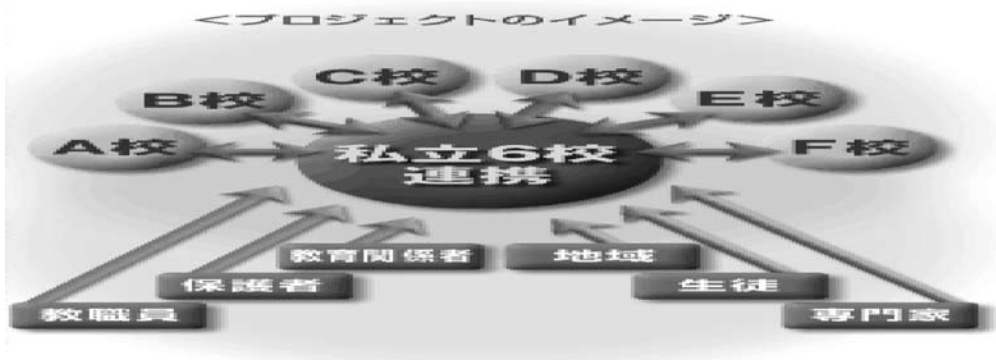 <プロジェクトのイメージ>
C校
D校
B校
E校
A校
F校
私立6校
連携
教育関係者
地域
保護者
生徒
教職員
専門家